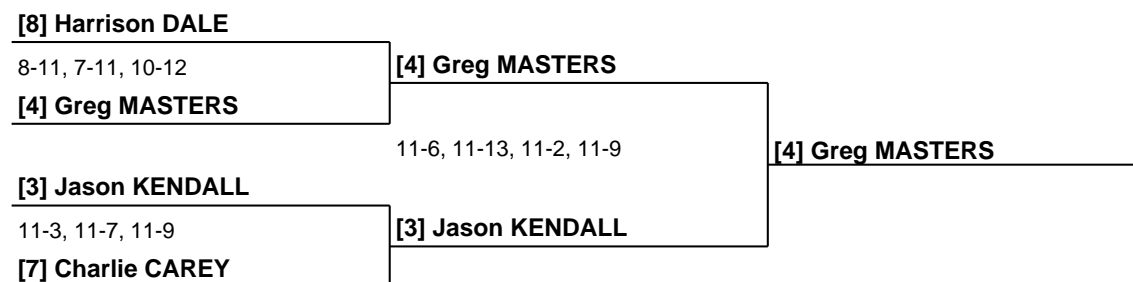 [8] Harrison DALE
8-11, 7-11, 10-12
[4] Greg MASTERS
[4] Greg MASTERS
11-6, 11-13, 11-2, 11-9
[4] Greg MASTERS
[3] Jason KENDALL
11-3, 11-7, 11-9
[3] Jason KENDALL
[7] Charlie CAREY